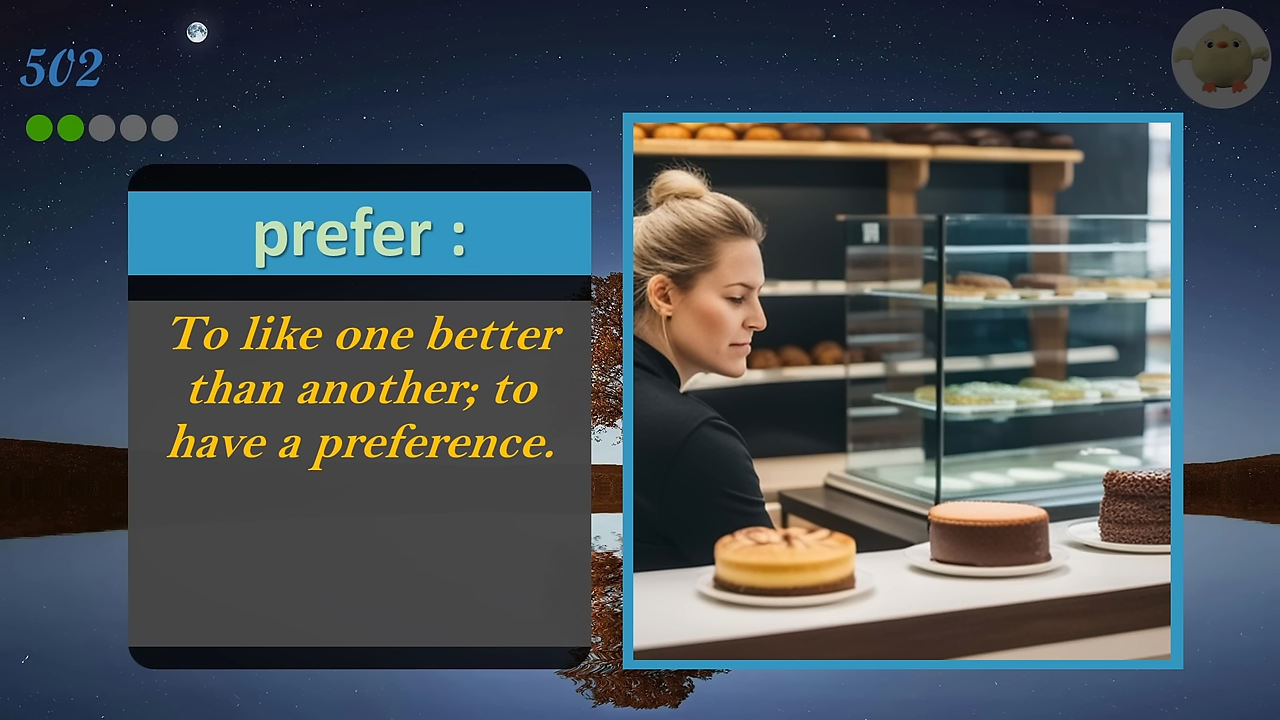 502
prefer :
To like one better
than another; to
have a preference.